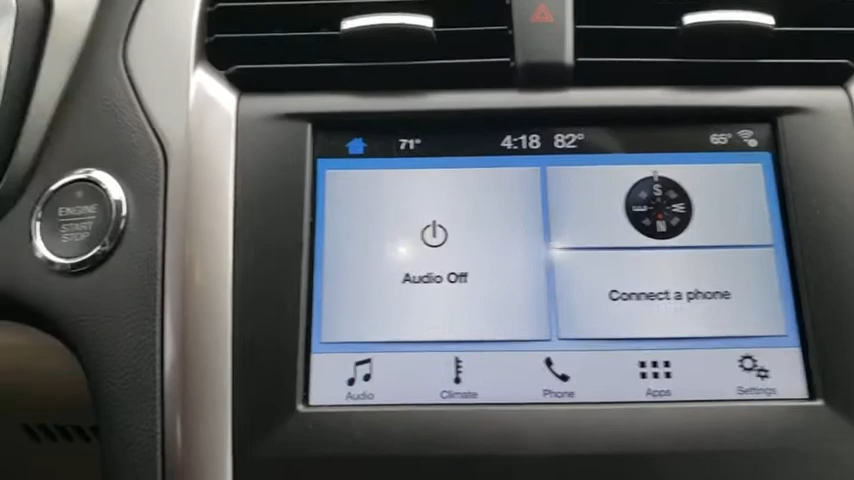 71°
4:18 82°
65°
ENGINE
START
STOP
S
W
N
E
Audio Off
Connect a phone
Audio
Climate
Phone
Apps
Settings